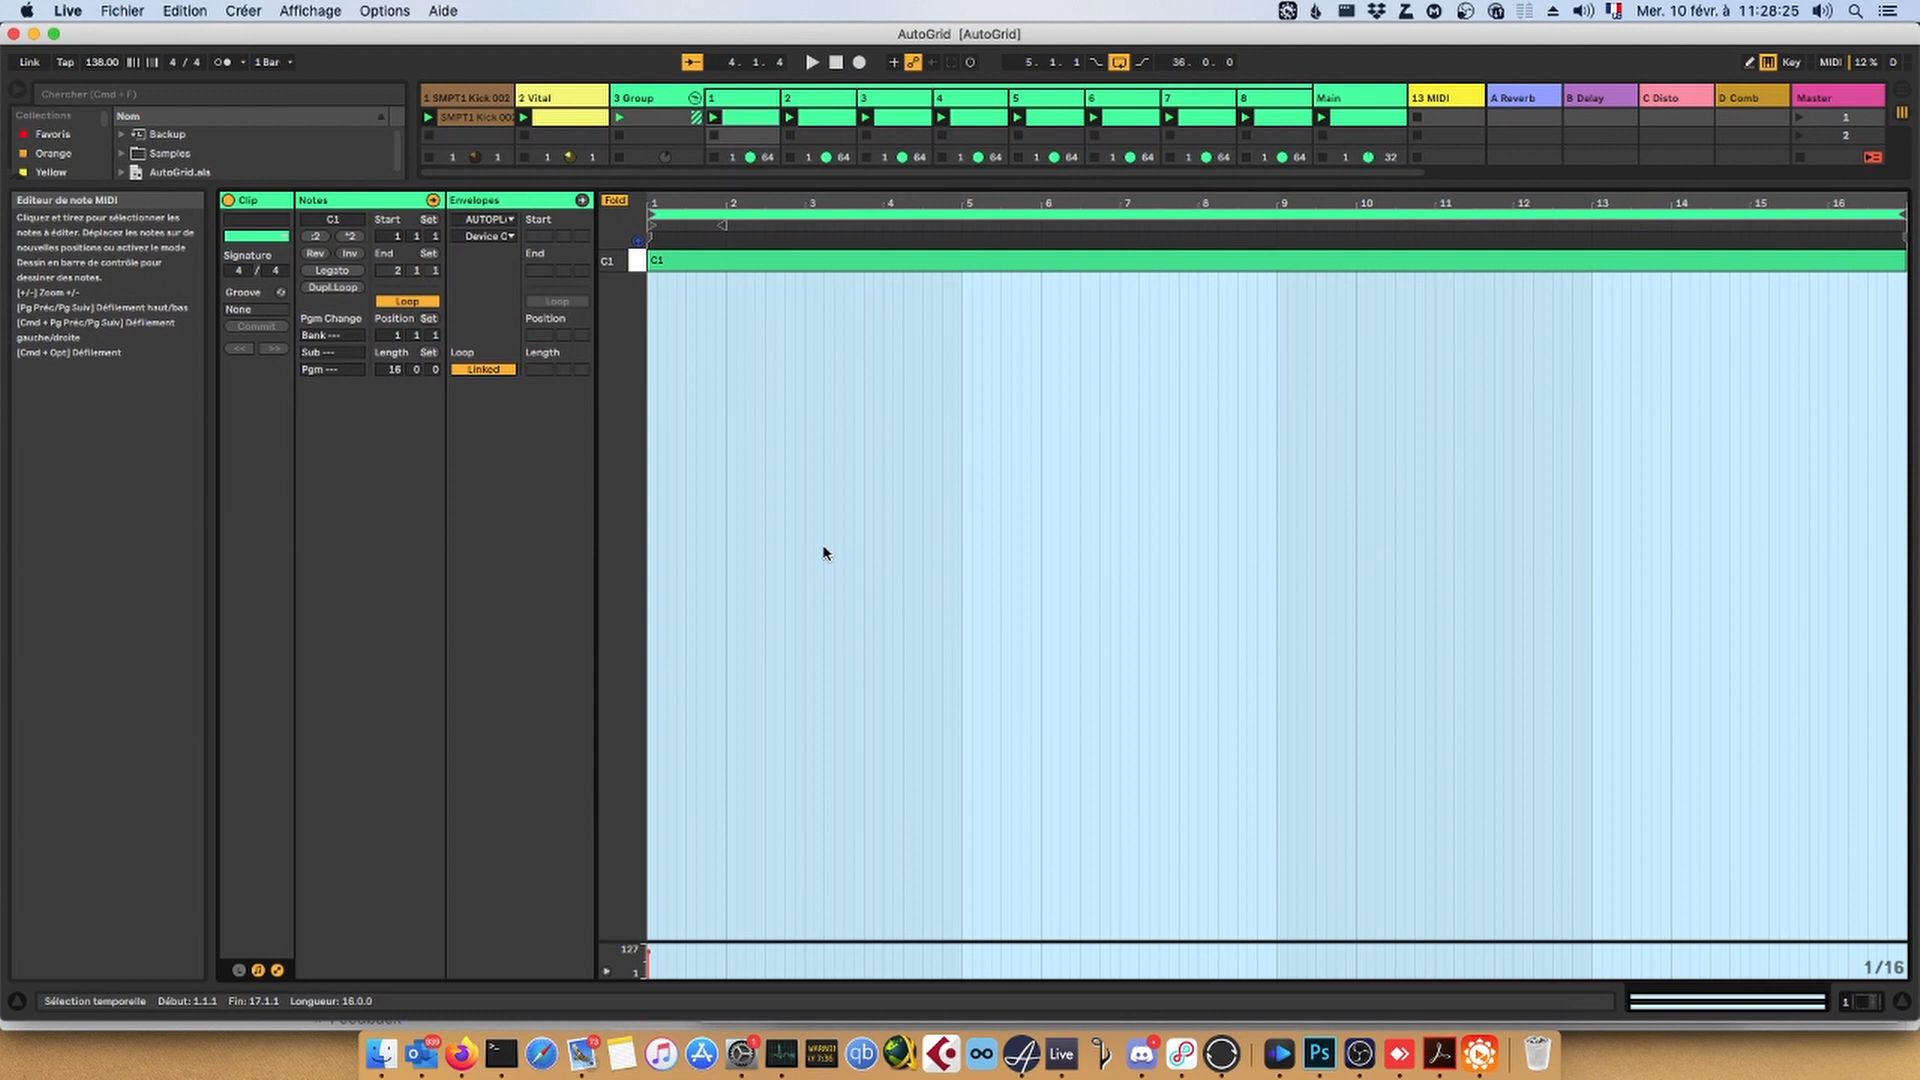 Live Fichier Edition Créer Affichage Options Aide
Mer. 10 févr. à 11:28:25
AutoGrid [AutoGrid]
Link Tap 138.00 4 / 4 1 Bar
4. 1. 4
5. 1. 1
36. 0. 0
Key MIDI 12 % D
Chercher (Cmd + F)
Collections Nom
Favoris Backup
Orange Samples
Yellow AutoGrid.als
1 SMPT1 Kick 002 2 Vital 3 Group 1 2 3 4 5 6 7 8 Main 13 MIDI A Reverb B Delay C Disto D Comb Master
SMPT1 Kick 002 1
2
1 1 1 1 1 64 1 64 1 64 1 64 1 64 1 64 1 64 1 64 1 32
Editeur de note MIDI
Cliquez et tirez pour sélectionner les
notes à éditer. Déplacez les notes sur de
nouvelles positions ou activez le mode
Dessin en barre de contrôle pour
dessiner des notes.
[+/-] Zoom +/-
[Pg Préc/Pg Suiv] Défilement haut/bas
[Cmd + Pg Préc/Pg Suiv] Défilement
gauche/droite
[Cmd + Opt] Défilement
Clip
Signature
4 / 4
Groove
None
Commit
<< >>
Notes
C1 Start Set
:2 *2 1 1 1
Rev Inv End Set
Legato 2 1 1
Dupl.Loop
Loop
Pgm Change Position Set
Bank --- 1 1 1
Sub --- Length Set
Pgm --- 16 0 0
Envelopes
Start
End
Loop
Position
Loop Length
Linked
Fold 1 2 3 4 5 6 7 8 9 10 11 12 13 14 15 16
C1 C1
127
1
1/16
Sélection temporelle Début: 1.1.1 Fin: 17.1.1 Longueur: 16.0.0
1
939
73
1
WARNI
qb
Live
Ps